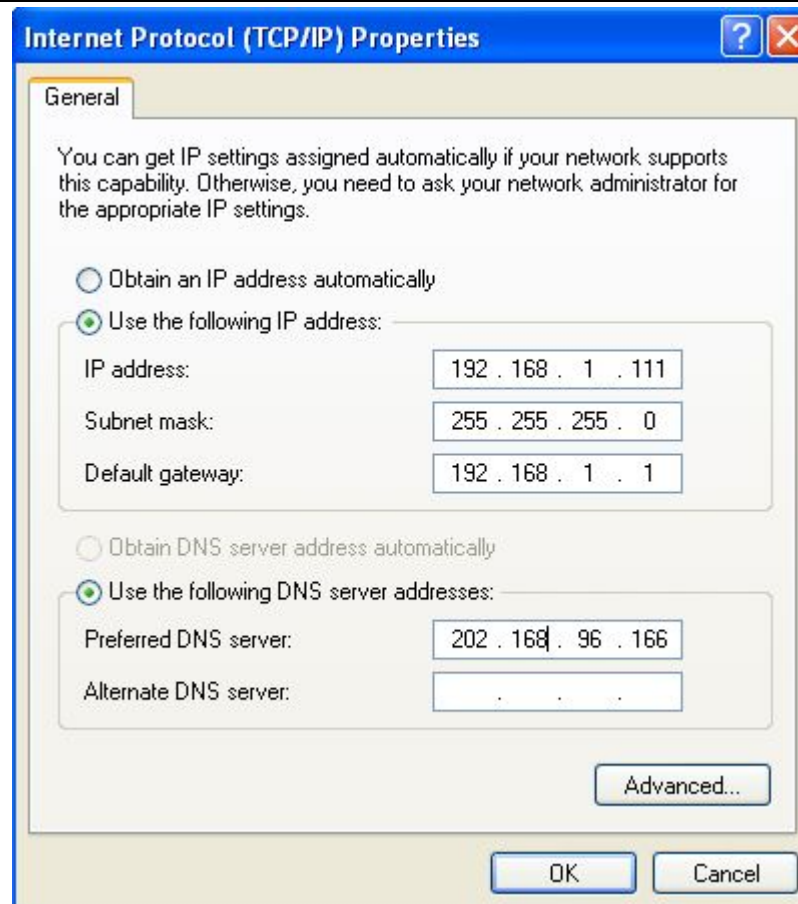 Internet Protocol (TCP/IP) Properties
General
You can get IP settings assigned automatically if your network supports
this capability. Otherwise, you need to ask your network administrator for
the appropriate IP settings.
Obtain an IP address automatically
Use the following IP address:
IP address: 192 . 168 . 1 . 111
Subnet mask: 255 . 255 . 255 . 0
Default gateway: 192 . 168 . 1 . 1
Obtain DNS server address automatically
Use the following DNS server addresses:
Preferred DNS server: 202 . 168 . 96 . 166
Alternate DNS server: . . .
Advanced...
OK Cancel